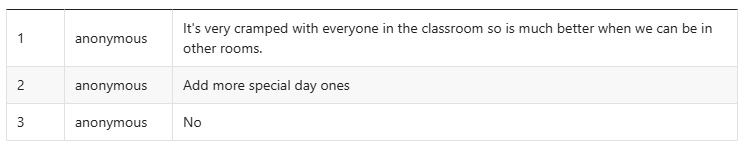 1 anonymous It's very cramped with everyone in the classroom so is much better when we can be in
other rooms.
2 anonymous Add more special day ones
3 anonymous No